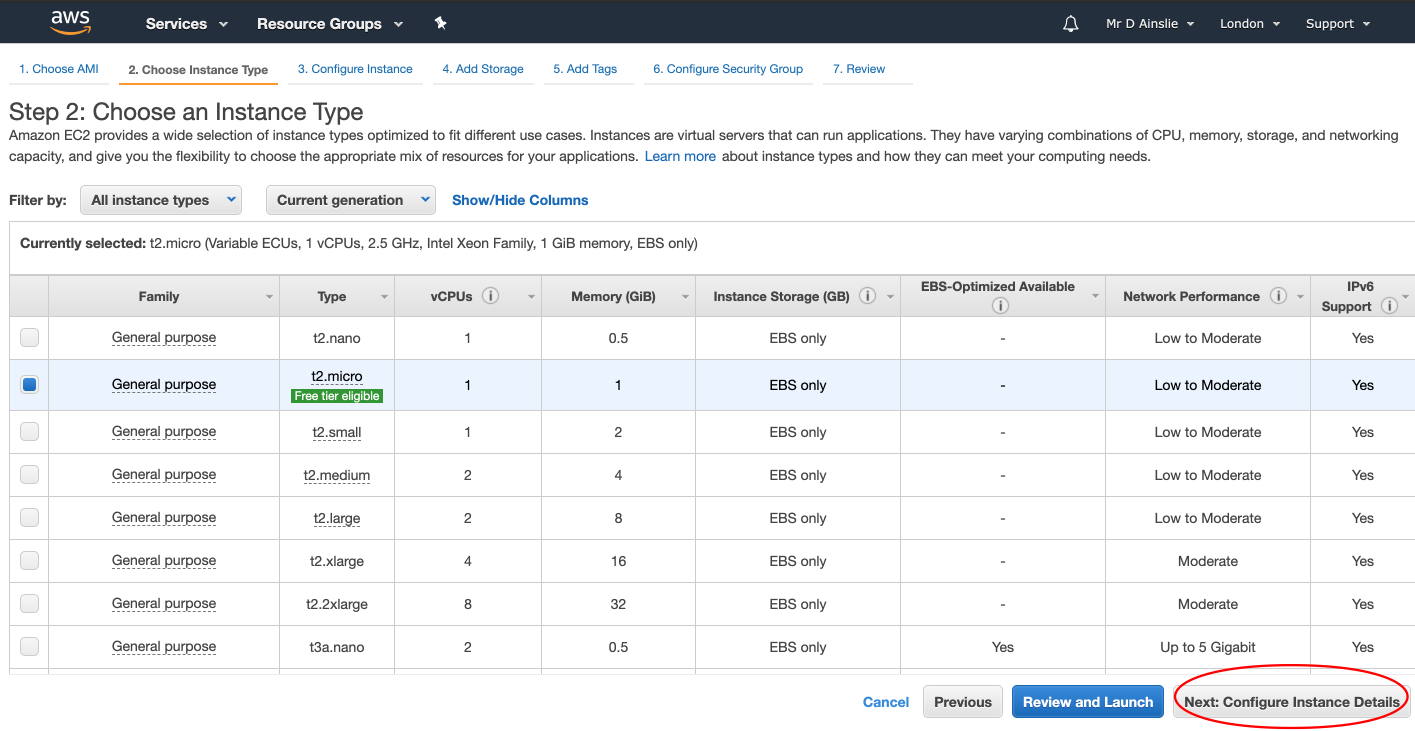 aws Services Resource Groups Mr D Ainslie London Support
1. Choose AMI 2. Choose Instance Type 3. Configure Instance 4. Add Storage 5. Add Tags 6. Configure Security Group 7. Review
Step 2: Choose an Instance Type
Amazon EC2 provides a wide selection of instance types optimized to fit different use cases. Instances are virtual servers that can run applications. They have varying combinations of CPU, memory, storage, and networking
capacity, and give you the flexibility to choose the appropriate mix of resources for your applications. Learn more about instance types and how they can meet your computing needs.
Filter by: All instance types Current generation Show/Hide Columns
Currently selected: t2.micro (Variable ECUs, 1 vCPUs, 2.5 GHz, Intel Xeon Family, 1 GiB memory, EBS only)
Family Type vCPUs i Memory (GiB) Instance Storage (GB) i EBS-Optimized Available i Network Performance i IPv6 Support i
General purpose t2.nano 1 0.5 EBS only - Low to Moderate Yes
General purpose t2.micro Free tier eligible 1 1 EBS only - Low to Moderate Yes
General purpose t2.small 1 2 EBS only - Low to Moderate Yes
General purpose t2.medium 2 4 EBS only - Low to Moderate Yes
General purpose t2.large 2 8 EBS only - Low to Moderate Yes
General purpose t2.xlarge 4 16 EBS only - Moderate Yes
General purpose t2.2xlarge 8 32 EBS only - Moderate Yes
General purpose t3a.nano 2 0.5 EBS only Yes Up to 5 Gigabit Yes
Cancel Previous Review and Launch Next: Configure Instance Details